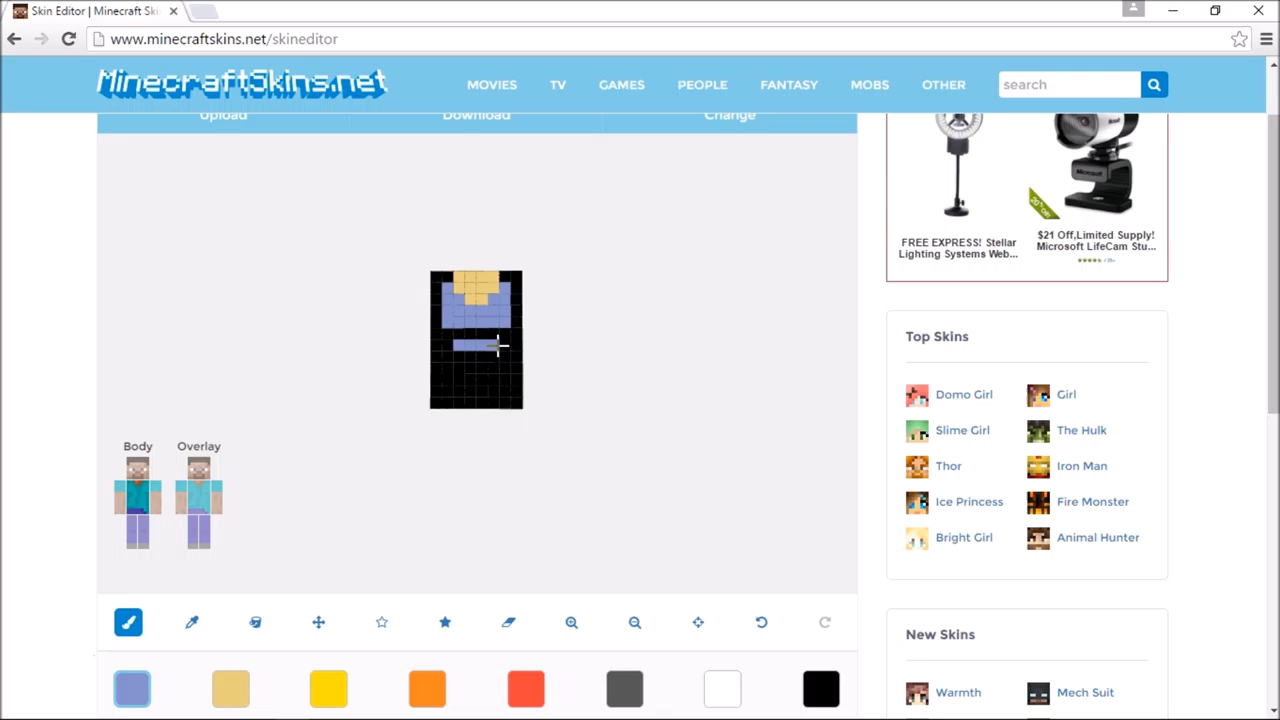 Skin Editor | Minecraft Ski
www.minecraftskins.net/skineditor
MinecraftSkins.net
MOVIES TV GAMES PEOPLE FANTASY MOBS OTHER search
Upload Download Change
Microsoft
20% OFF
FREE EXPRESS! Stellar
Lighting Systems Web...
$21 Off,Limited Supply!
Microsoft LifeCam Stu...
Top Skins
Domo Girl Girl
Slime Girl The Hulk
Thor Iron Man
Ice Princess Fire Monster
Bright Girl Animal Hunter
Body Overlay
New Skins
Warmth Mech Suit